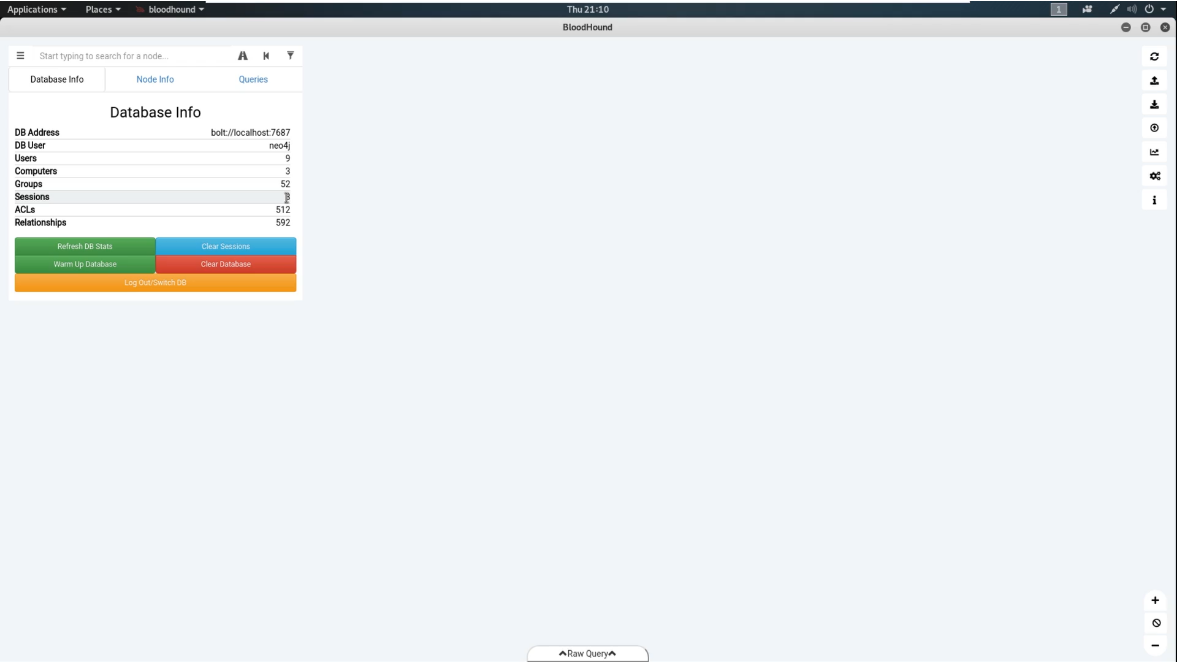 Applications Places bloodhound Thu 21:10 1
BloodHound
Start typing to search for a node...
Database Info Node Info Queries
Database Info
DB Address bolt://localhost:7687
DB User neo4j
Users 9
Computers 3
Groups 52
Sessions
ACLs 512
Relationships 592
Refresh DB Stats Clear Sessions
Warm Up Database Clear Database
Log Out/Switch DB
Raw Query